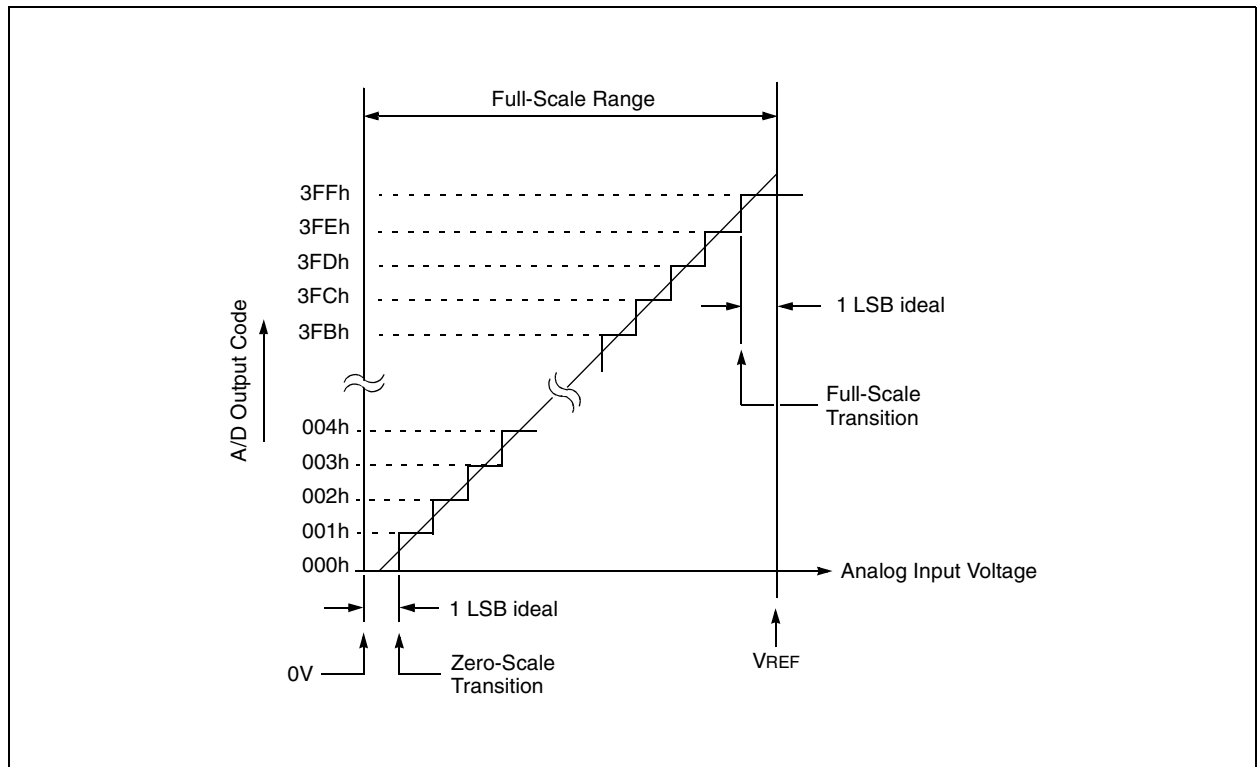 Full-Scale Range
3FFh
3FEh
3FDh
3FCh
3FBh
1 LSB ideal
A/D Output Code
Full-Scale
Transition
004h
003h
002h
001h
000h
Analog Input Voltage
1 LSB ideal
0V
Zero-Scale
Transition
VREF